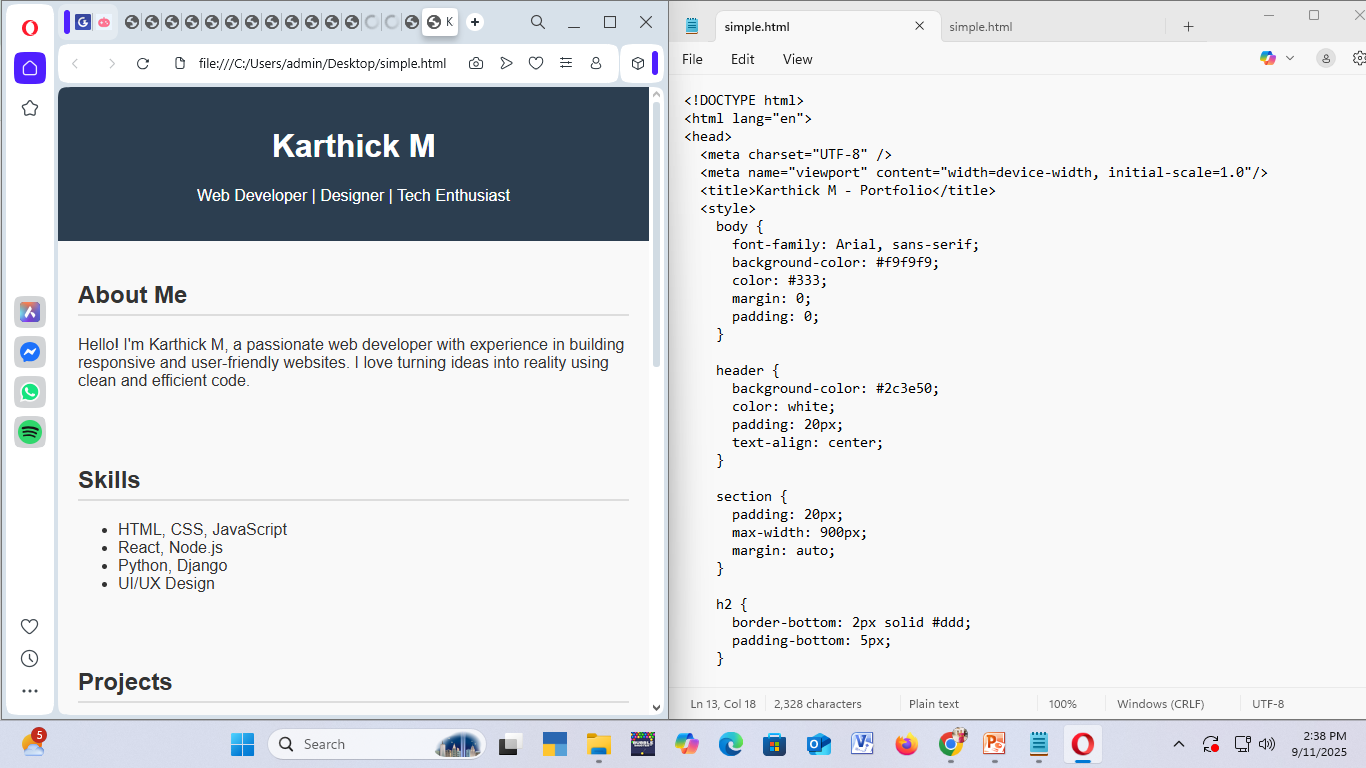 K
file:///C:/Users/admin/Desktop/simple.html
Karthick M
Web Developer | Designer | Tech Enthusiast
About Me
Hello! I'm Karthick M, a passionate web developer with experience in building
responsive and user-friendly websites. I love turning ideas into reality using
clean and efficient code.
Skills
HTML, CSS, JavaScript
React, Node.js
Python, Django
UI/UX Design
Projects
simple.html
simple.html
File Edit View
<!DOCTYPE html>
<html lang="en">
<head>
<meta charset="UTF-8" />
<meta name="viewport" content="width=device-width, initial-scale=1.0"/>
<title>Karthick M - Portfolio</title>
<style>
body {
font-family: Arial, sans-serif;
background-color: #f9f9f9;
color: #333;
margin: 0;
padding: 0;
}
header {
background-color: #2c3e50;
color: white;
padding: 20px;
text-align: center;
}
section {
padding: 20px;
max-width: 900px;
margin: auto;
}
h2 {
border-bottom: 2px solid #ddd;
padding-bottom: 5px;
}
Ln 13, Col 18 2,328 characters Plain text 100% Windows (CRLF) UTF-8
5
Search
2:38 PM
9/11/2025